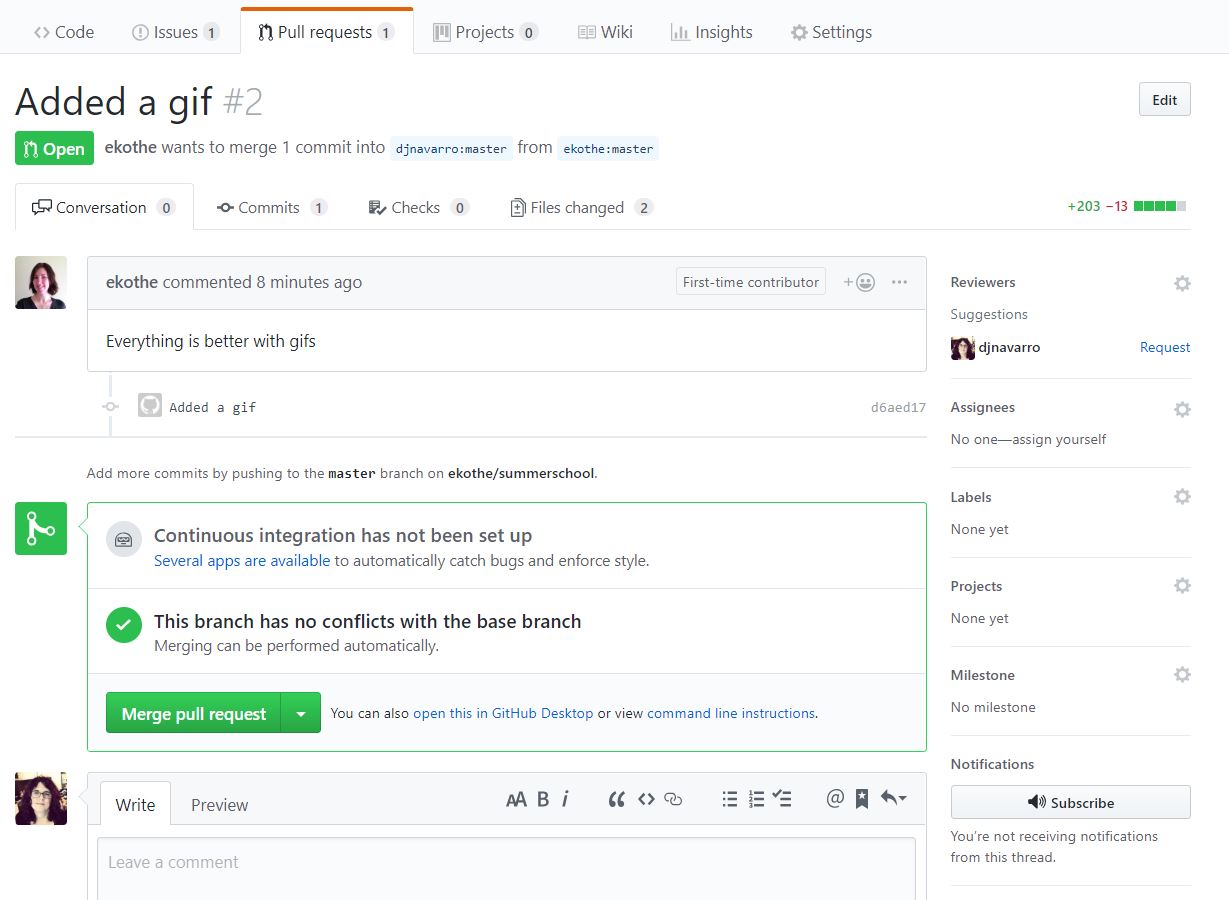 Code Issues 1 Pull requests 1 Projects 0 Wiki Insights Settings
Added a gif #2 Edit
Open ekothe wants to merge 1 commit into djnavarro:master from ekothe:master
Conversation 0 Commits 1 Checks 0 Files changed 2 +203 −13
ekothe commented 8 minutes ago First-time contributor + ...
Everything is better with gifs
Added a gif d6aed17
Add more commits by pushing to the master branch on ekothe/summerschool.
Continuous integration has not been set up
Several apps are available to automatically catch bugs and enforce style.
This branch has no conflicts with the base branch
Merging can be performed automatically.
Merge pull request You can also open this in GitHub Desktop or view command line instructions.
Write Preview AA B i “ <> @
Leave a comment
Reviewers
Suggestions
djnavarro Request
Assignees
No one—assign yourself
Labels
None yet
Projects
None yet
Milestone
No milestone
Notifications
Subscribe
You’re not receiving notifications
from this thread.